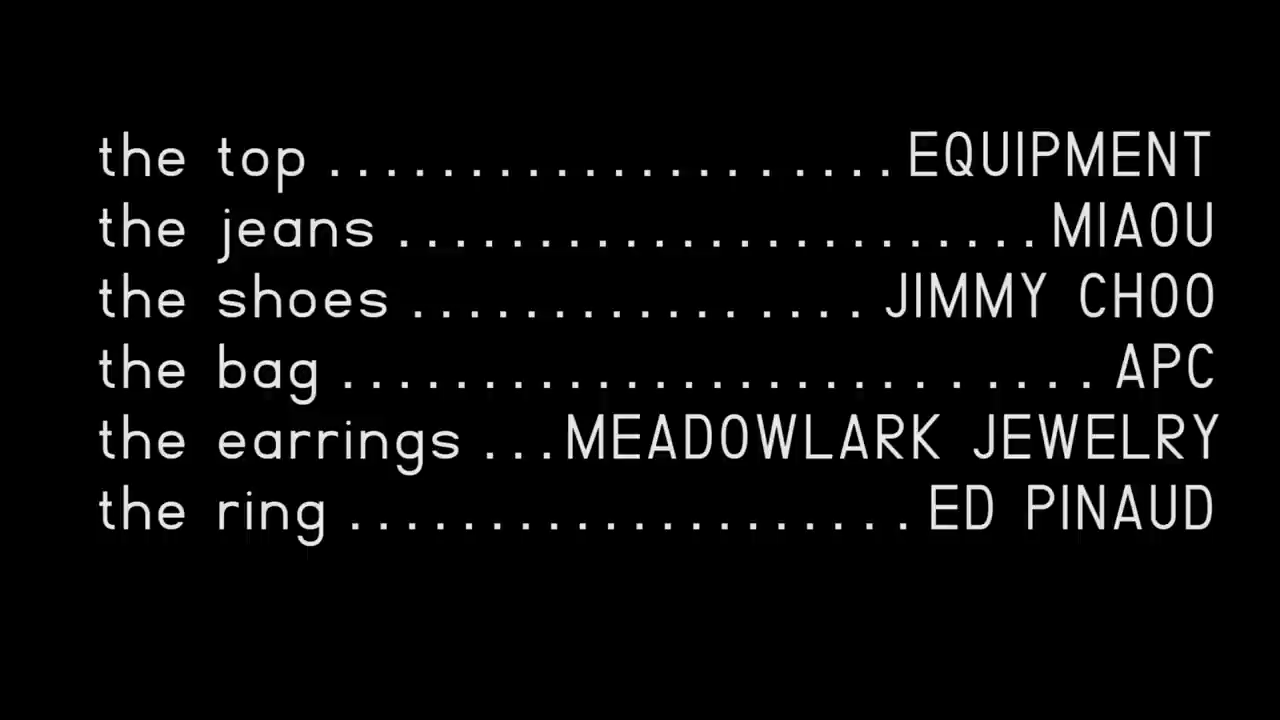 the top ....................EQUIPMENT
the jeans .......................MIAOU
the shoes ................JIMMY CHOO
the bag ........................... APC
the earrings ...MEADOWLARK JEWELRY
the ring ....................ED PINAUD